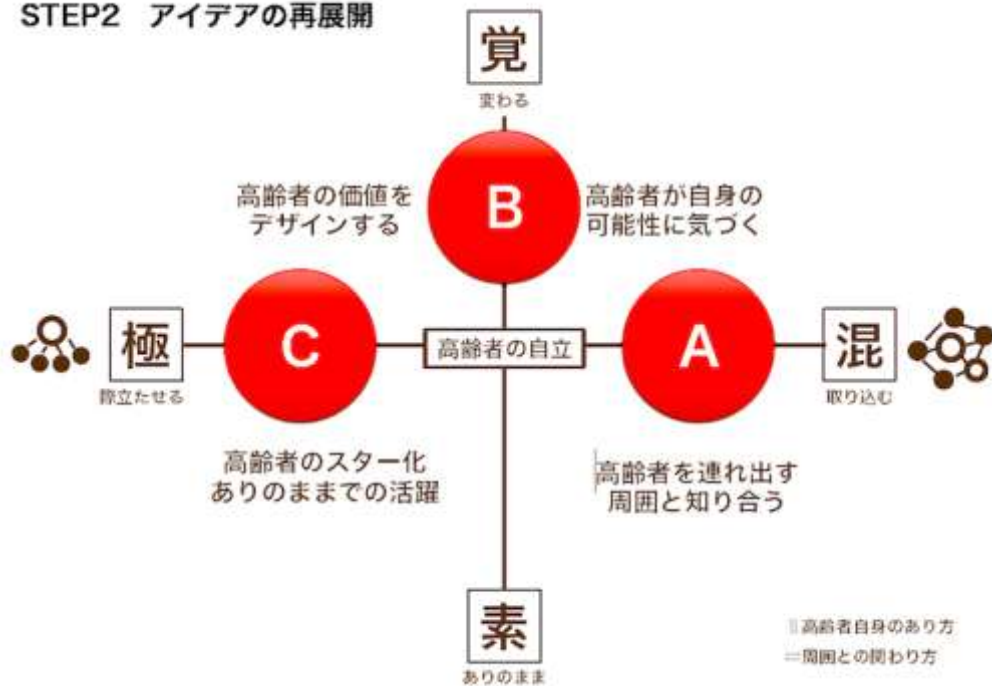 STEP2 アイデアの再展開
覚
変わる
高齢者の価値を
デザインする
B
高齢者が自身の
可能性に気づく
極
際立たせる
C
高齢者の自立
A
混
取り込む
高齢者のスター化
ありのままでの活躍
高齢者を連れ出す
周囲と知り合う
素
ありのまま
高齢者自身のあり方
周囲との関わり方